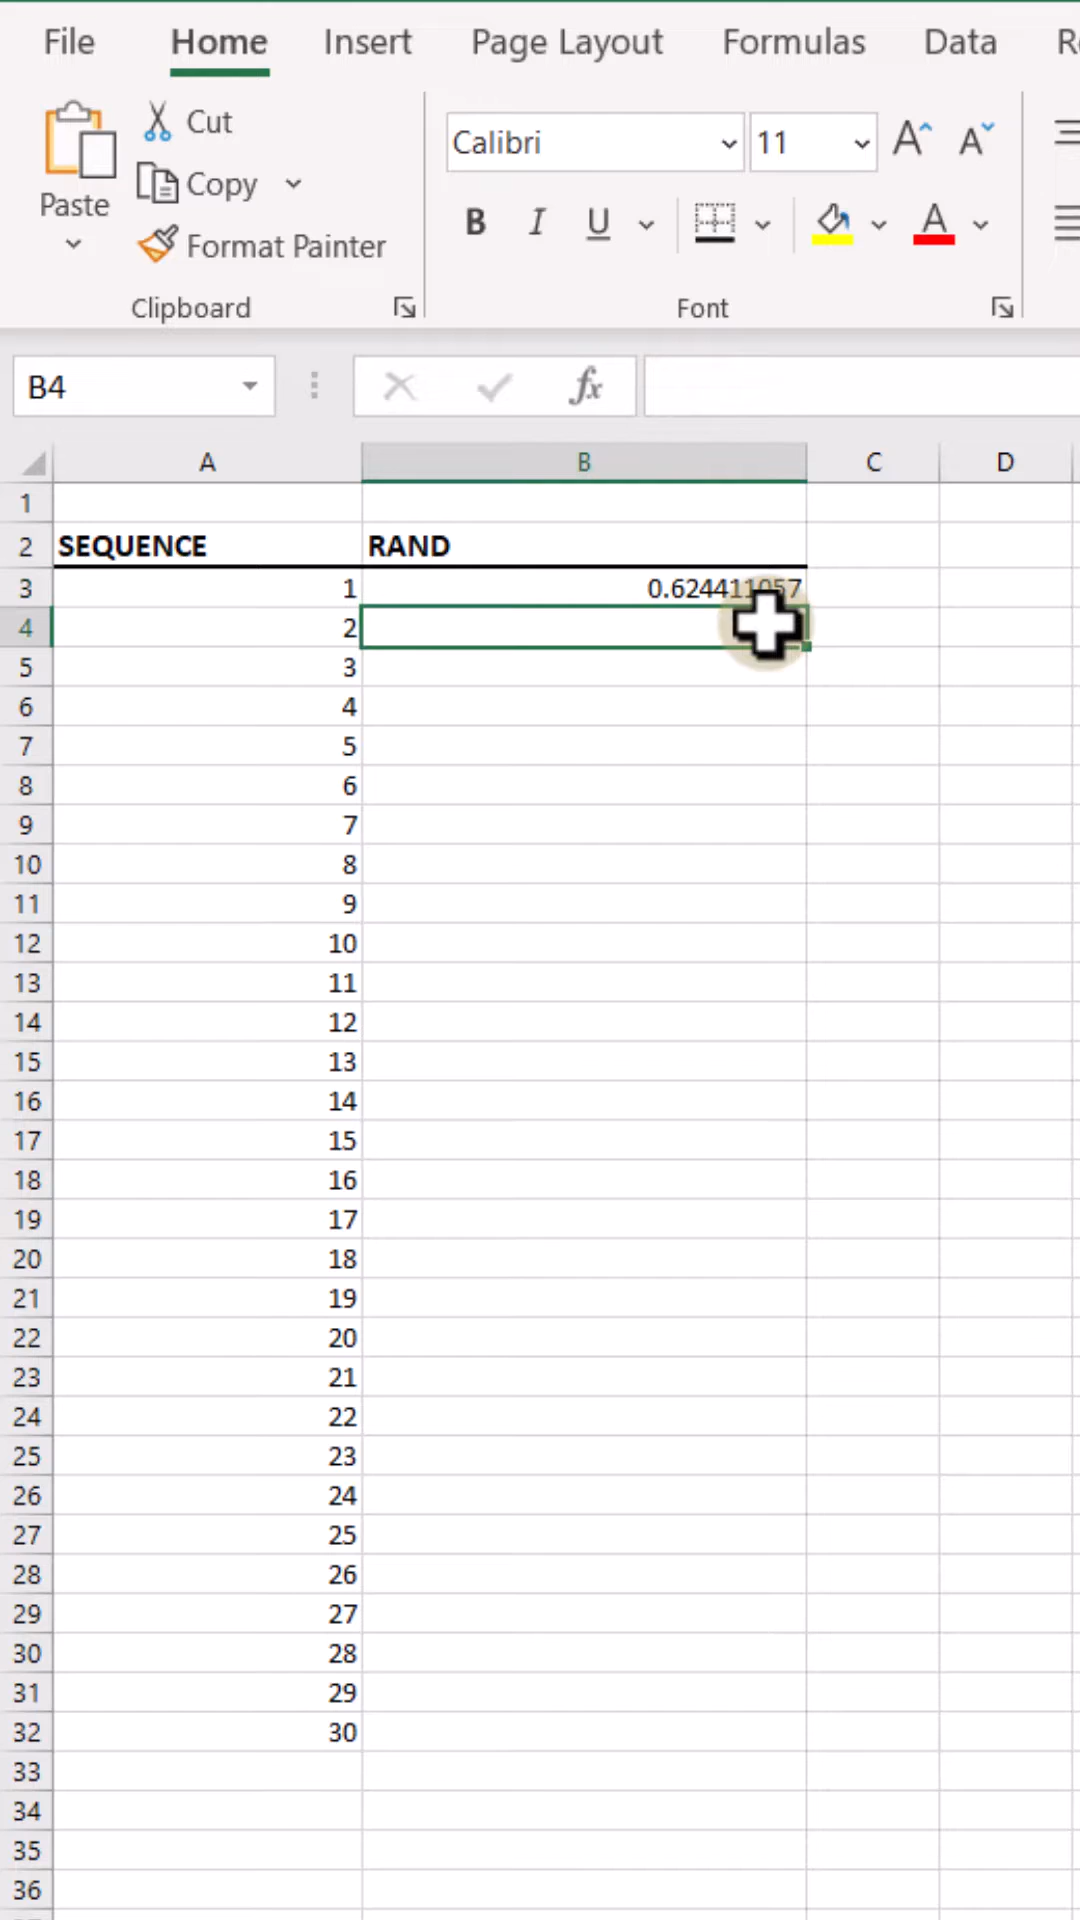 File Home Insert Page Layout Formulas Data
Cut
Copy
Paste
Format Painter
Clipboard
Calibri 11 A A
B I U A
Font
B4 fx
A B C D
1
2 SEQUENCE RAND
3 1 0.624411057
4 2
5 3
6 4
7 5
8 6
9 7
10 8
11 9
12 10
13 11
14 12
15 13
16 14
17 15
18 16
19 17
20 18
21 19
22 20
23 21
24 22
25 23
26 24
27 25
28 26
29 27
30 28
31 29
32 30
33
34
35
36